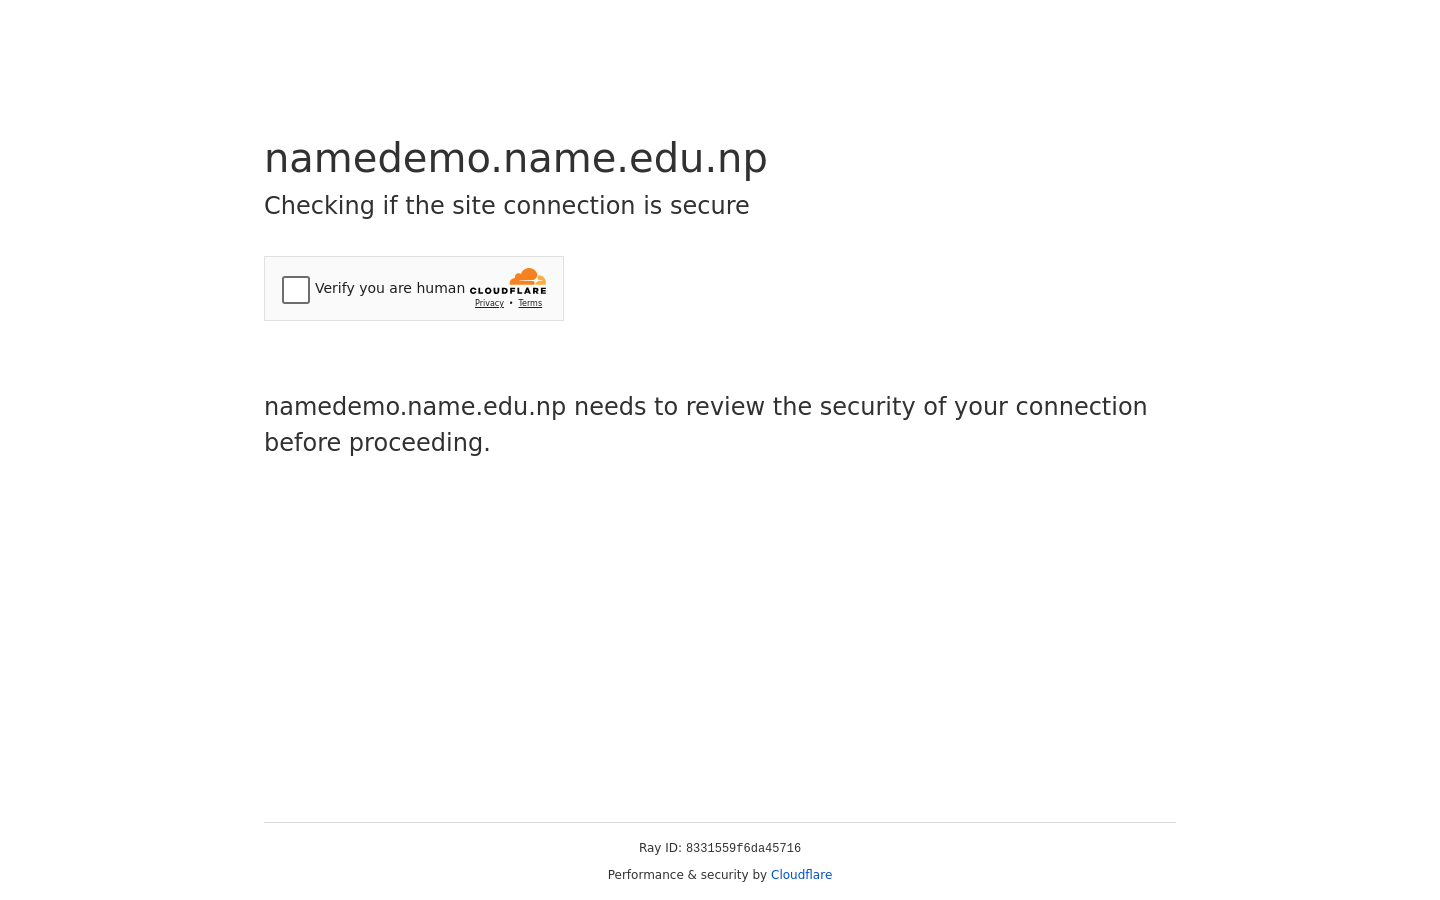 namedemo.name.edu.np
Checking if the site connection is secure
Verify you are human
CLOUDFLARE
Privacy • Terms
namedemo.name.edu.np needs to review the security of your connection
before proceeding.
Ray ID: 8331559f6da45716
Performance & security by Cloudflare